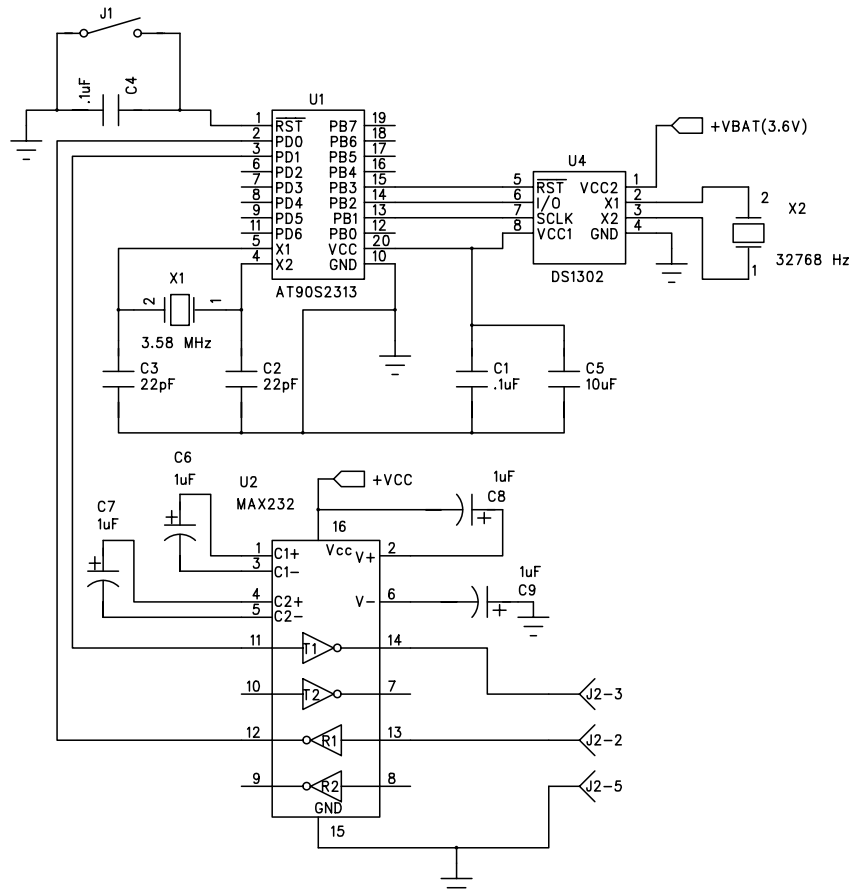 J1
.1uF
C4
U1
1 RST PB7 19
2 PD0 PB6 18
3 PD1 PB5 17
6 PD2 PB4 16
7 PD3 PB3 15
8 PD4 PB2 14
9 PD5 PB1 13
11 PD6 PB0 12
5 X1 VCC 20
4 X2 GND 10
AT90S2313
+VBAT(3.6V)
U4
5 RST VCC2 1
6 I/O X1 2
7 SCLK X2 3
8 VCC1 GND 4
DS1302
2
X2
1
32768 Hz
X1
2
1
3.58 MHz
C3
22pF
C2
22pF
C1
.1uF
C5
10uF
C6
1uF
C7
1uF
U2
MAX232
+VCC
1uF
C8
16
Vcc
1 C1+ V+ 2
3 C1-
4 C2+ V- 6
5 C2-
1uF
C9
11 T1 14
10 T2 7
12 R1 13
9 R2 8
GND
15
J2-3
J2-2
J2-5